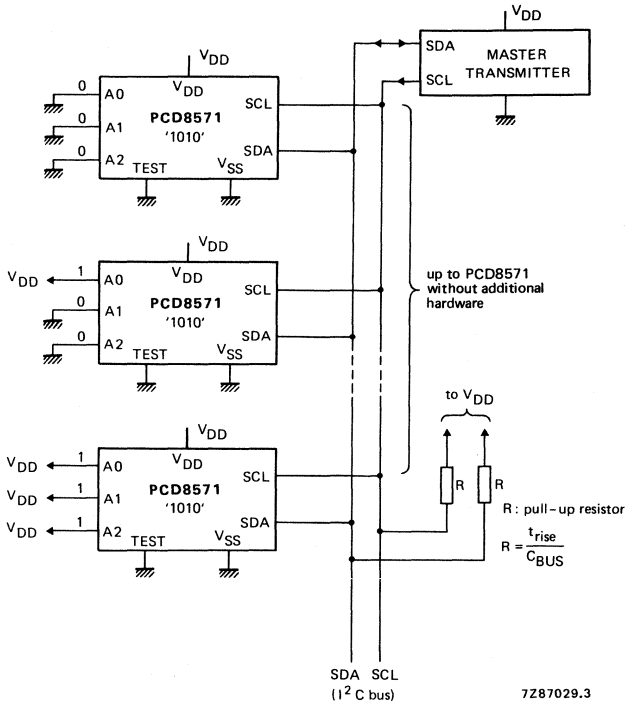 VDD
SDA
MASTER
TRANSMITTER
SCL
VDD
0 A0
VDD
SCL
0 A1
PCD8571
'1010'
0 A2
SDA
TEST
VSS
VDD
VDD 1 A0
VDD
SCL
0 A1
PCD8571
'1010'
0 A2
SDA
TEST
VSS
up to PCD8571
without additional
hardware
to VDD
VDD
VDD 1 A0
VDD
SCL
VDD 1 A1
PCD8571
'1010'
VDD 1 A2
SDA
TEST
VSS
R
R
R: pull-up resistor
R = trise / CBUS
SDA SCL
(I² C bus)
7Z87029.3